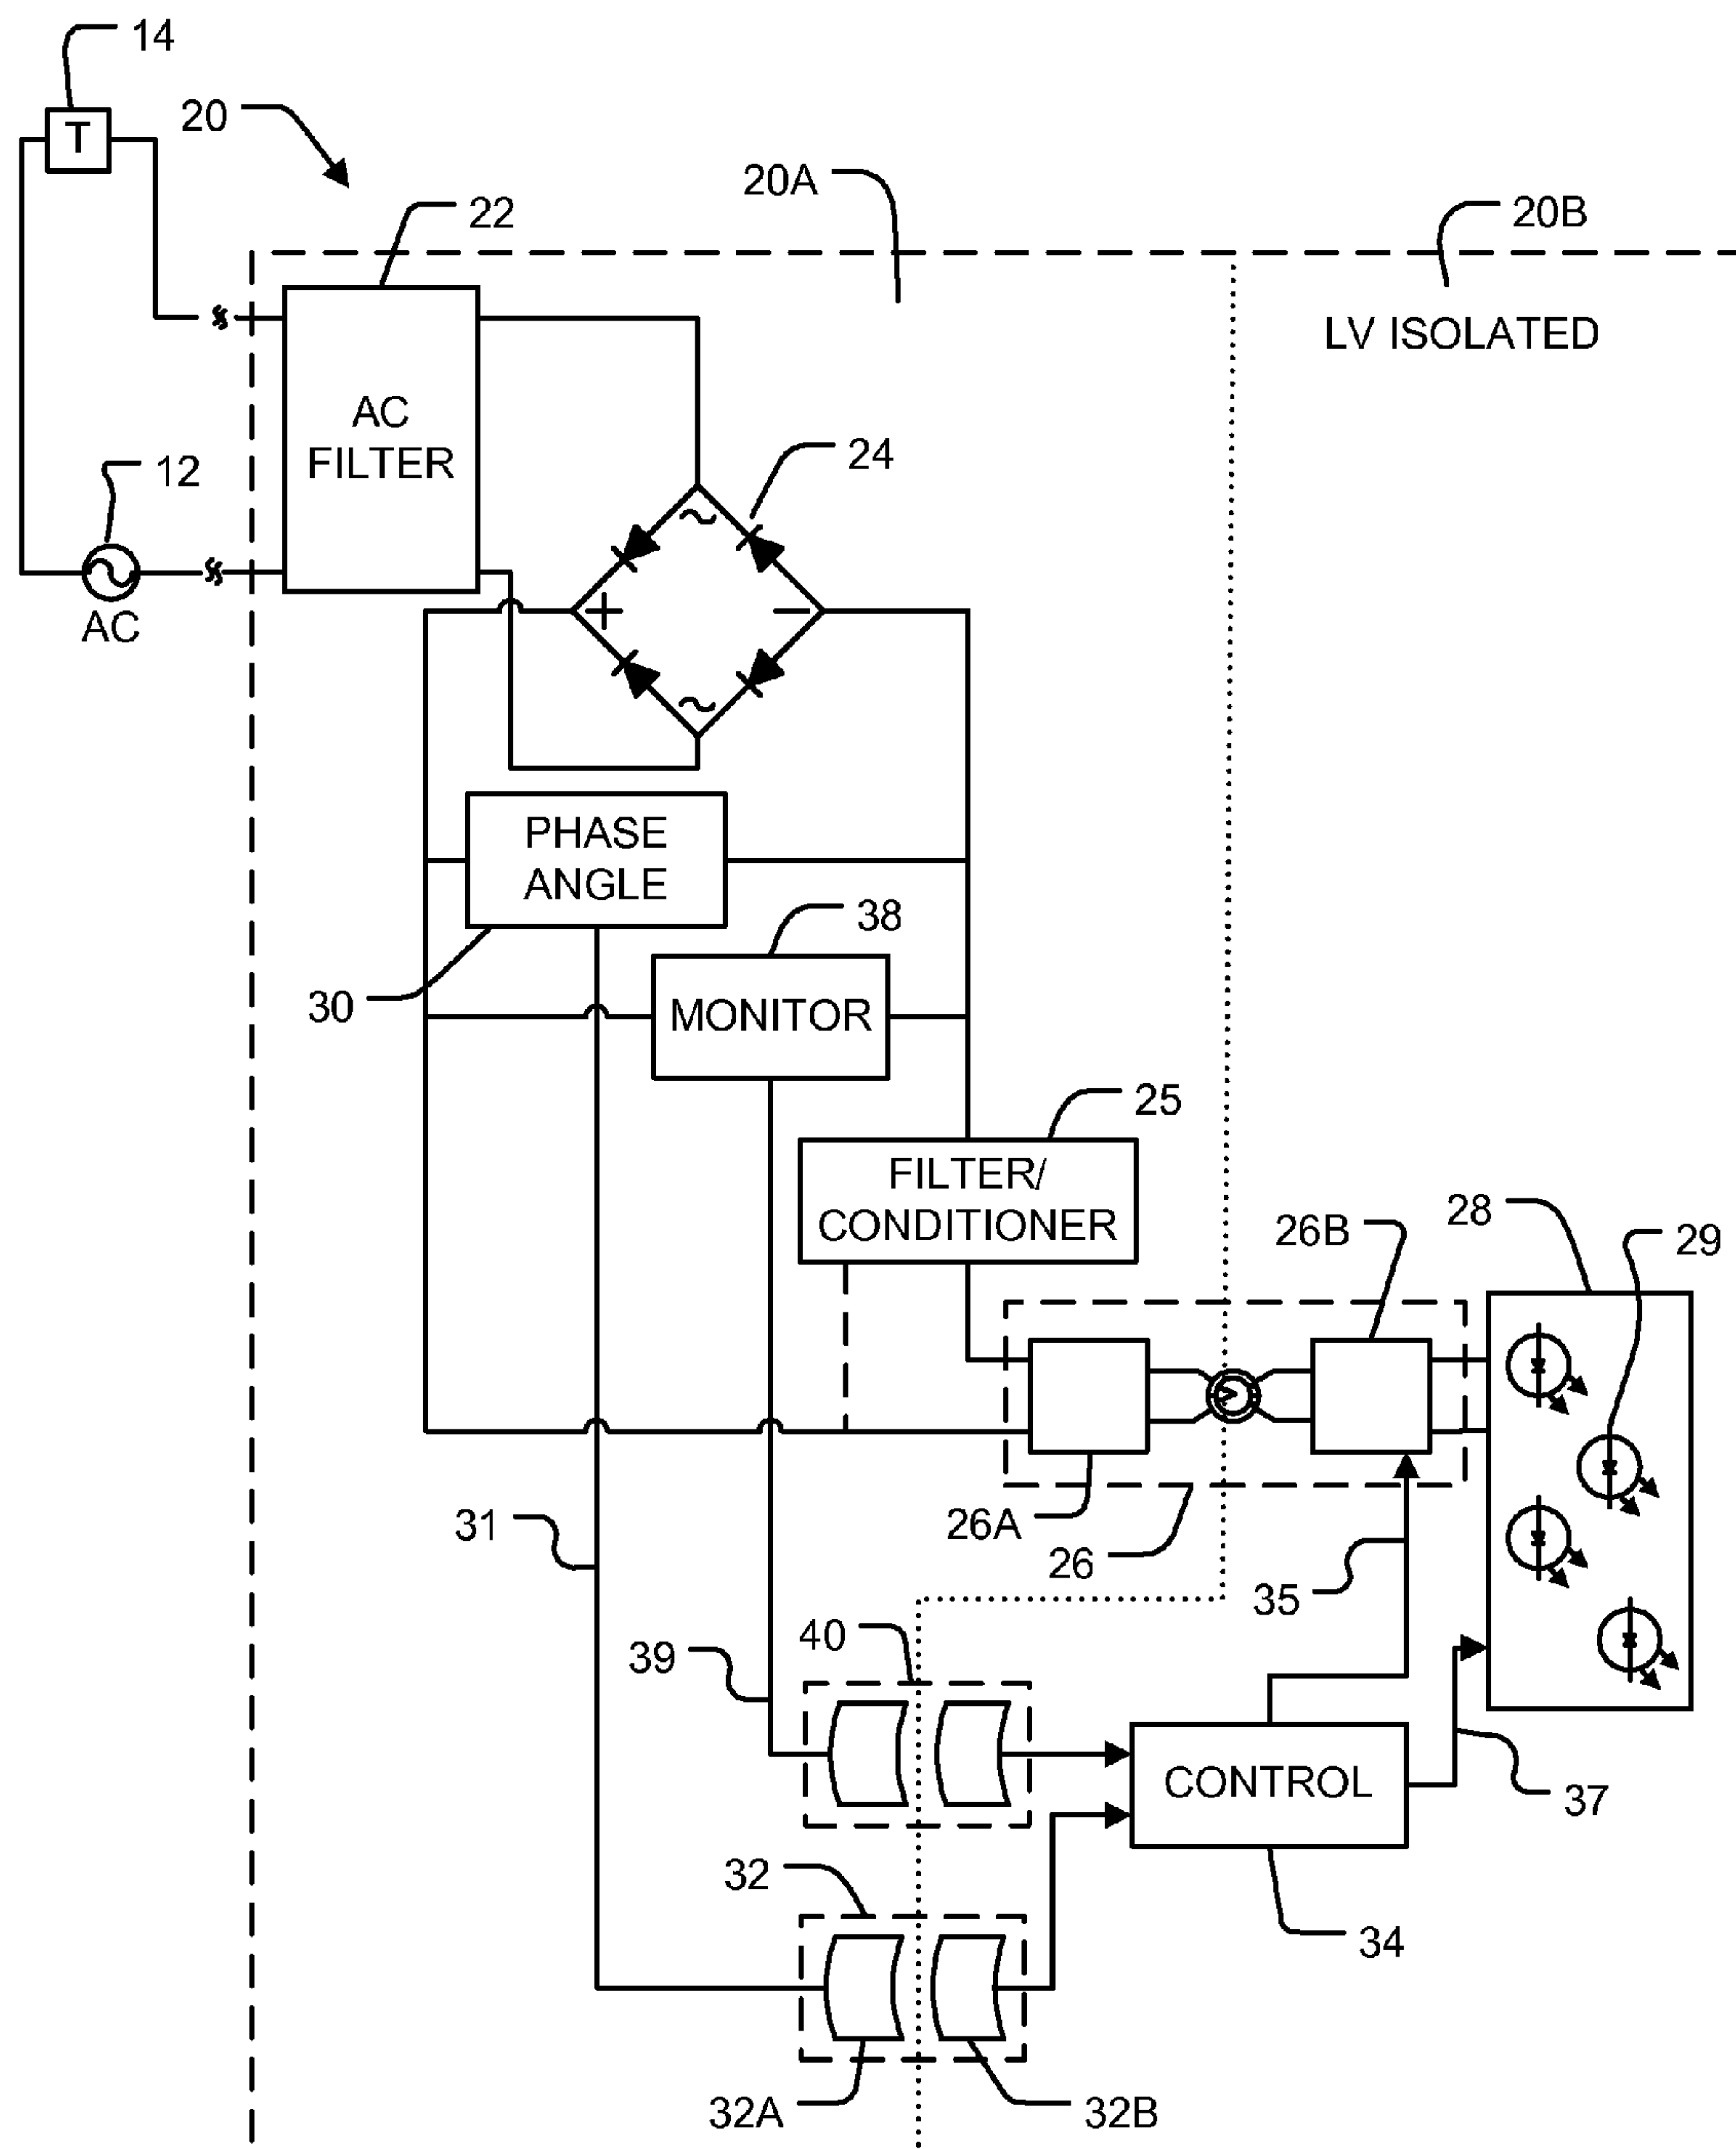 14
T
20
20A
20B
22
LV ISOLATED
AC
FILTER
24
12
AC
+
−
PHASE
ANGLE
38
30
MONITOR
25
FILTER/
CONDITIONER
28
26B
29
26A
31
26
35
40
39
CONTROL
37
32
34
32A
32B